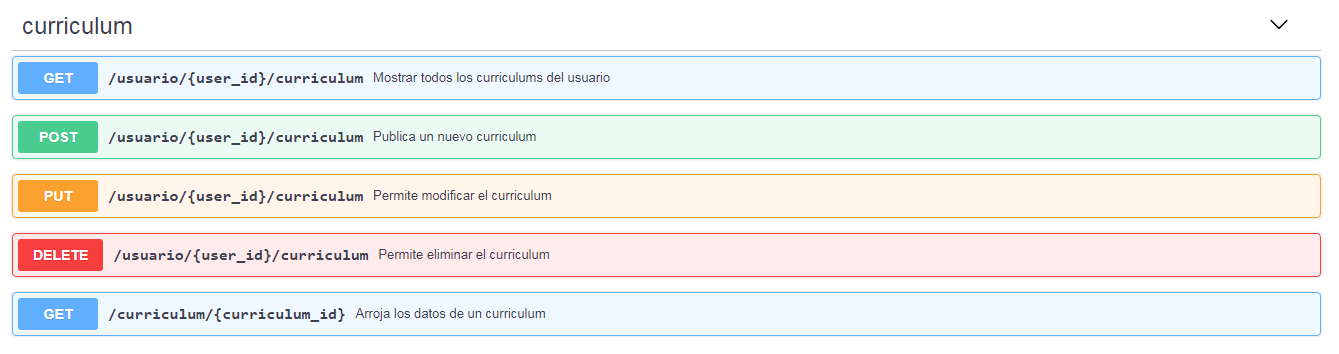 curriculum
GET /usuario/{user_id}/curriculum Mostrar todos los curriculums del usuario
POST /usuario/{user_id}/curriculum Publica un nuevo curriculum
PUT /usuario/{user_id}/curriculum Permite modificar el curriculum
DELETE /usuario/{user_id}/curriculum Permite eliminar el curriculum
GET /curriculum/{curriculum_id} Arroja los datos de un curriculum